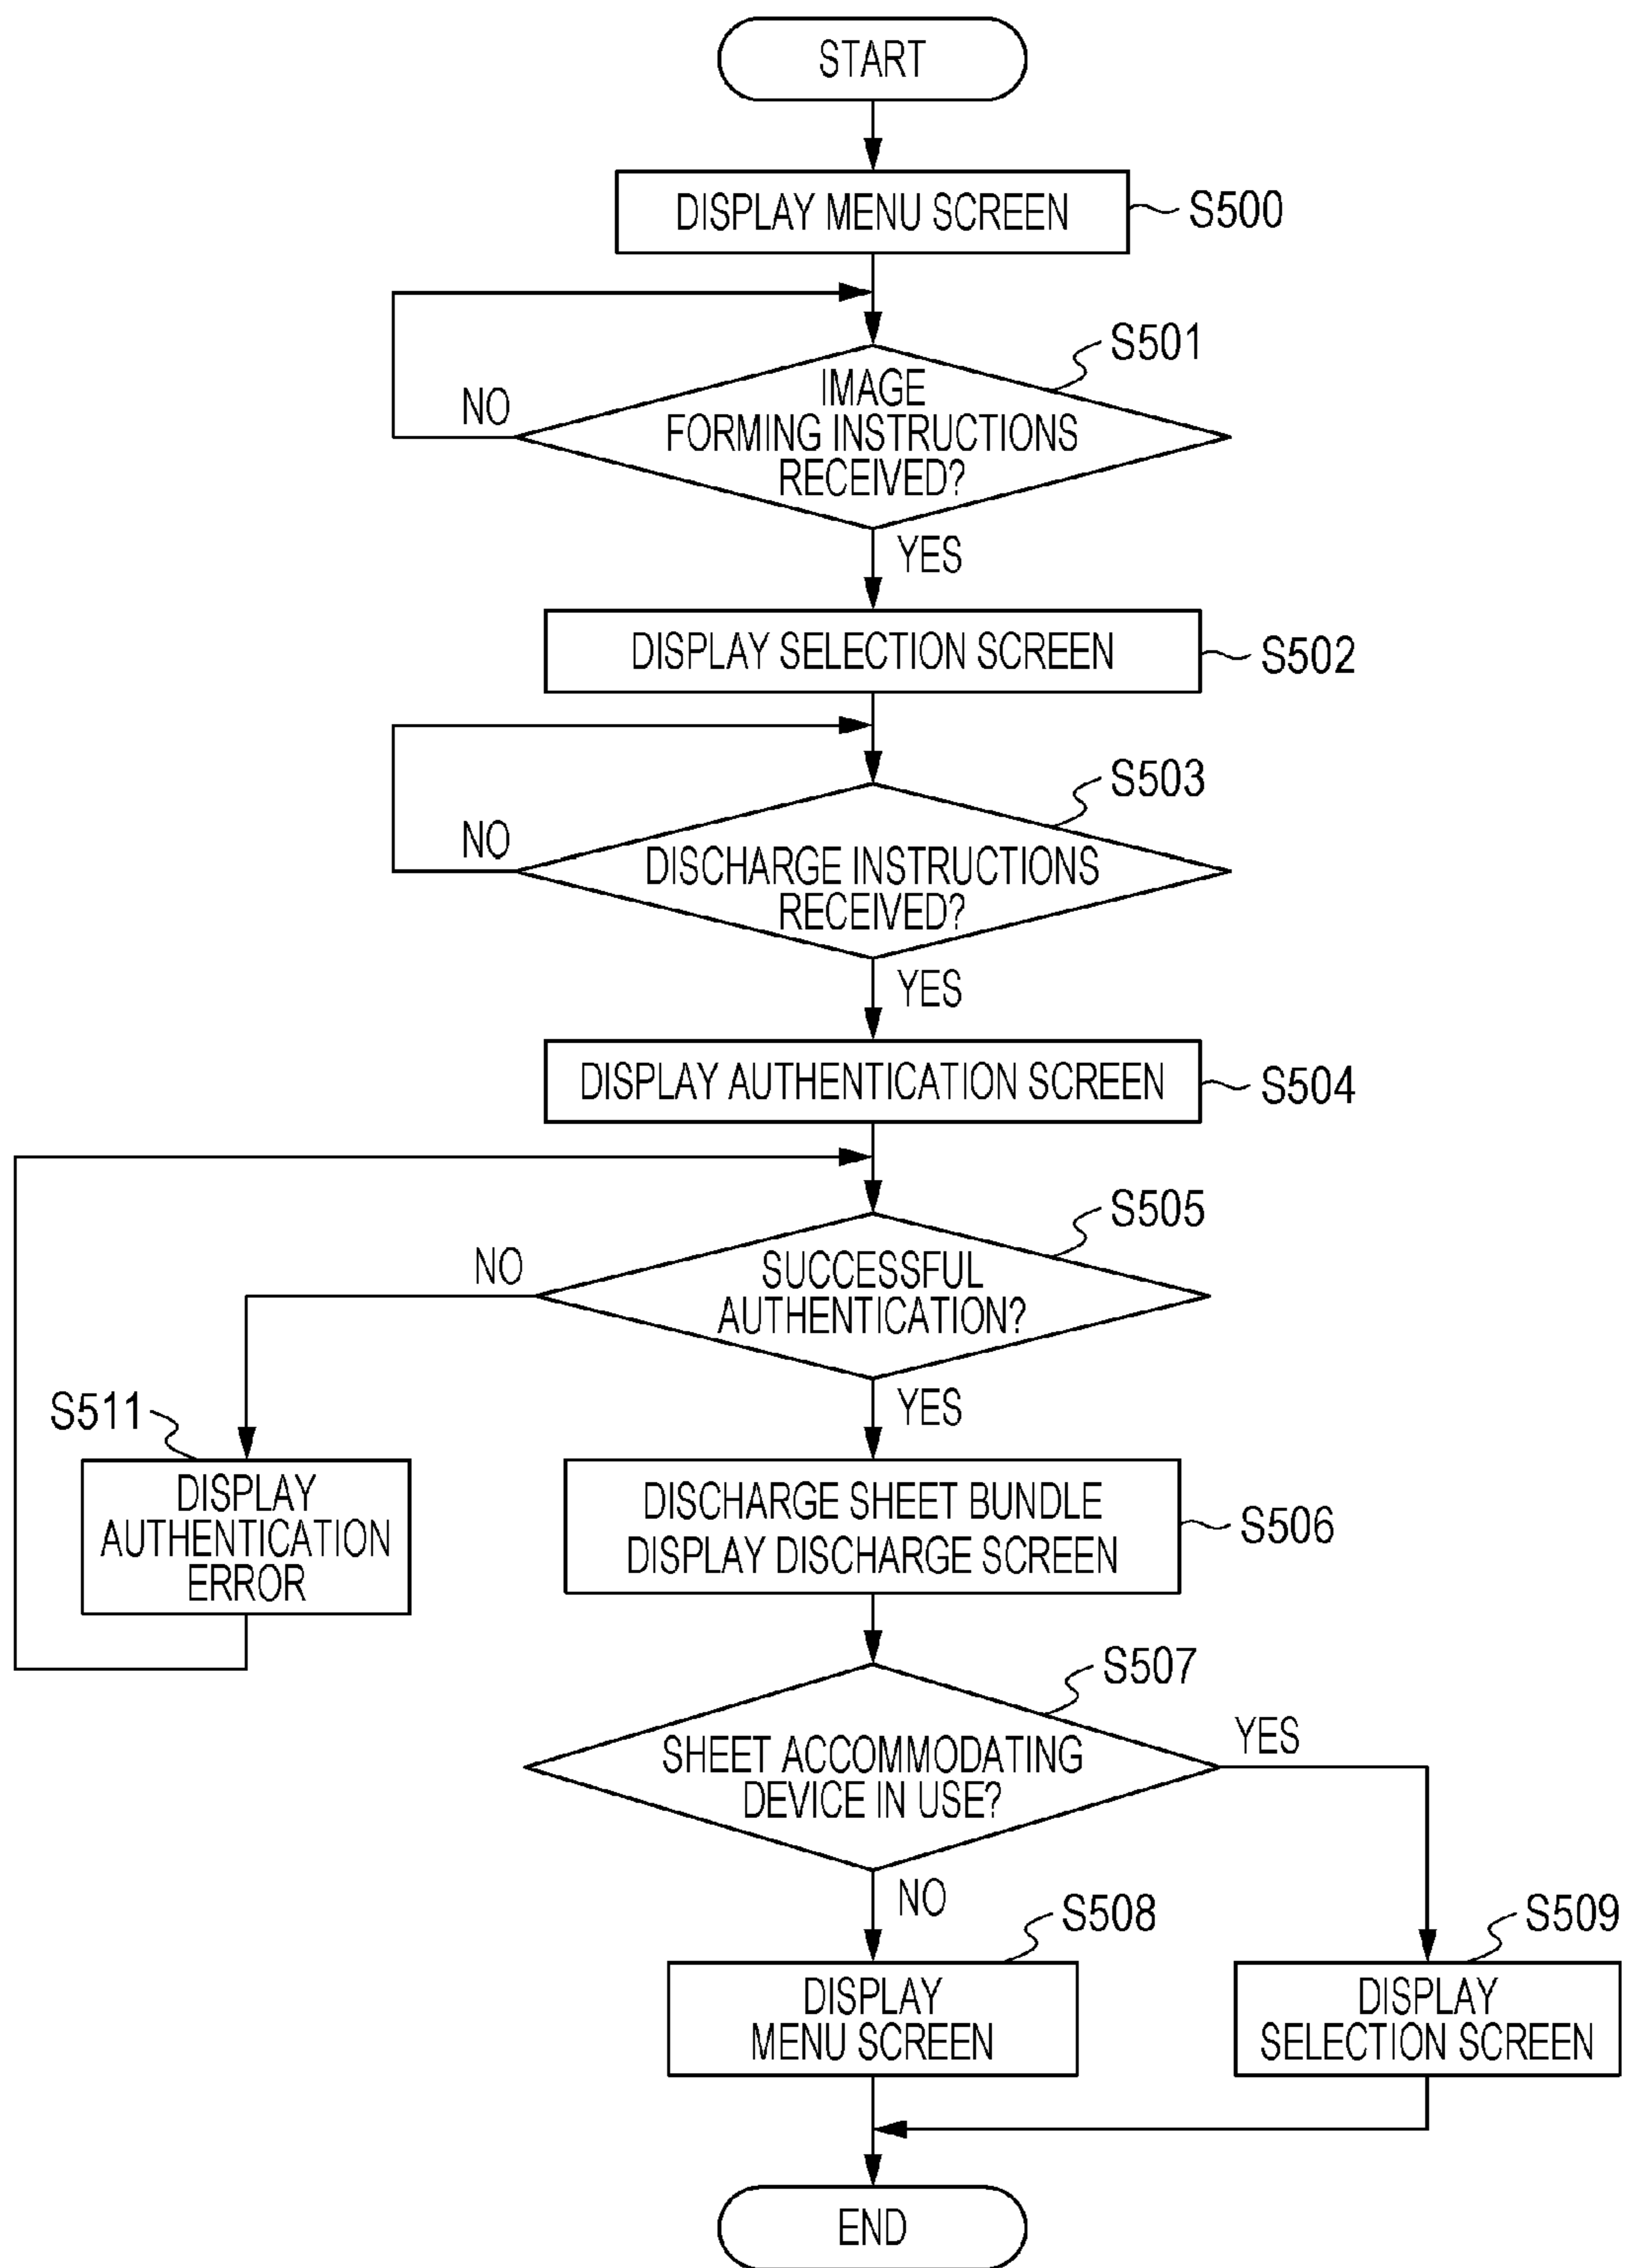 START
DISPLAY MENU SCREEN
S500
S501
IMAGE
FORMING INSTRUCTIONS
RECEIVED?
NO
YES
DISPLAY SELECTION SCREEN
S502
S503
NO
DISCHARGE INSTRUCTIONS
RECEIVED?
YES
DISPLAY AUTHENTICATION SCREEN
S504
S505
NO
SUCCESSFUL
AUTHENTICATION?
YES
S511
DISPLAY
AUTHENTICATION
ERROR
DISCHARGE SHEET BUNDLE
DISPLAY DISCHARGE SCREEN
S506
S507
SHEET ACCOMMODATING
DEVICE IN USE?
YES
NO
S508
DISPLAY
MENU SCREEN
S509
DISPLAY
SELECTION SCREEN
END